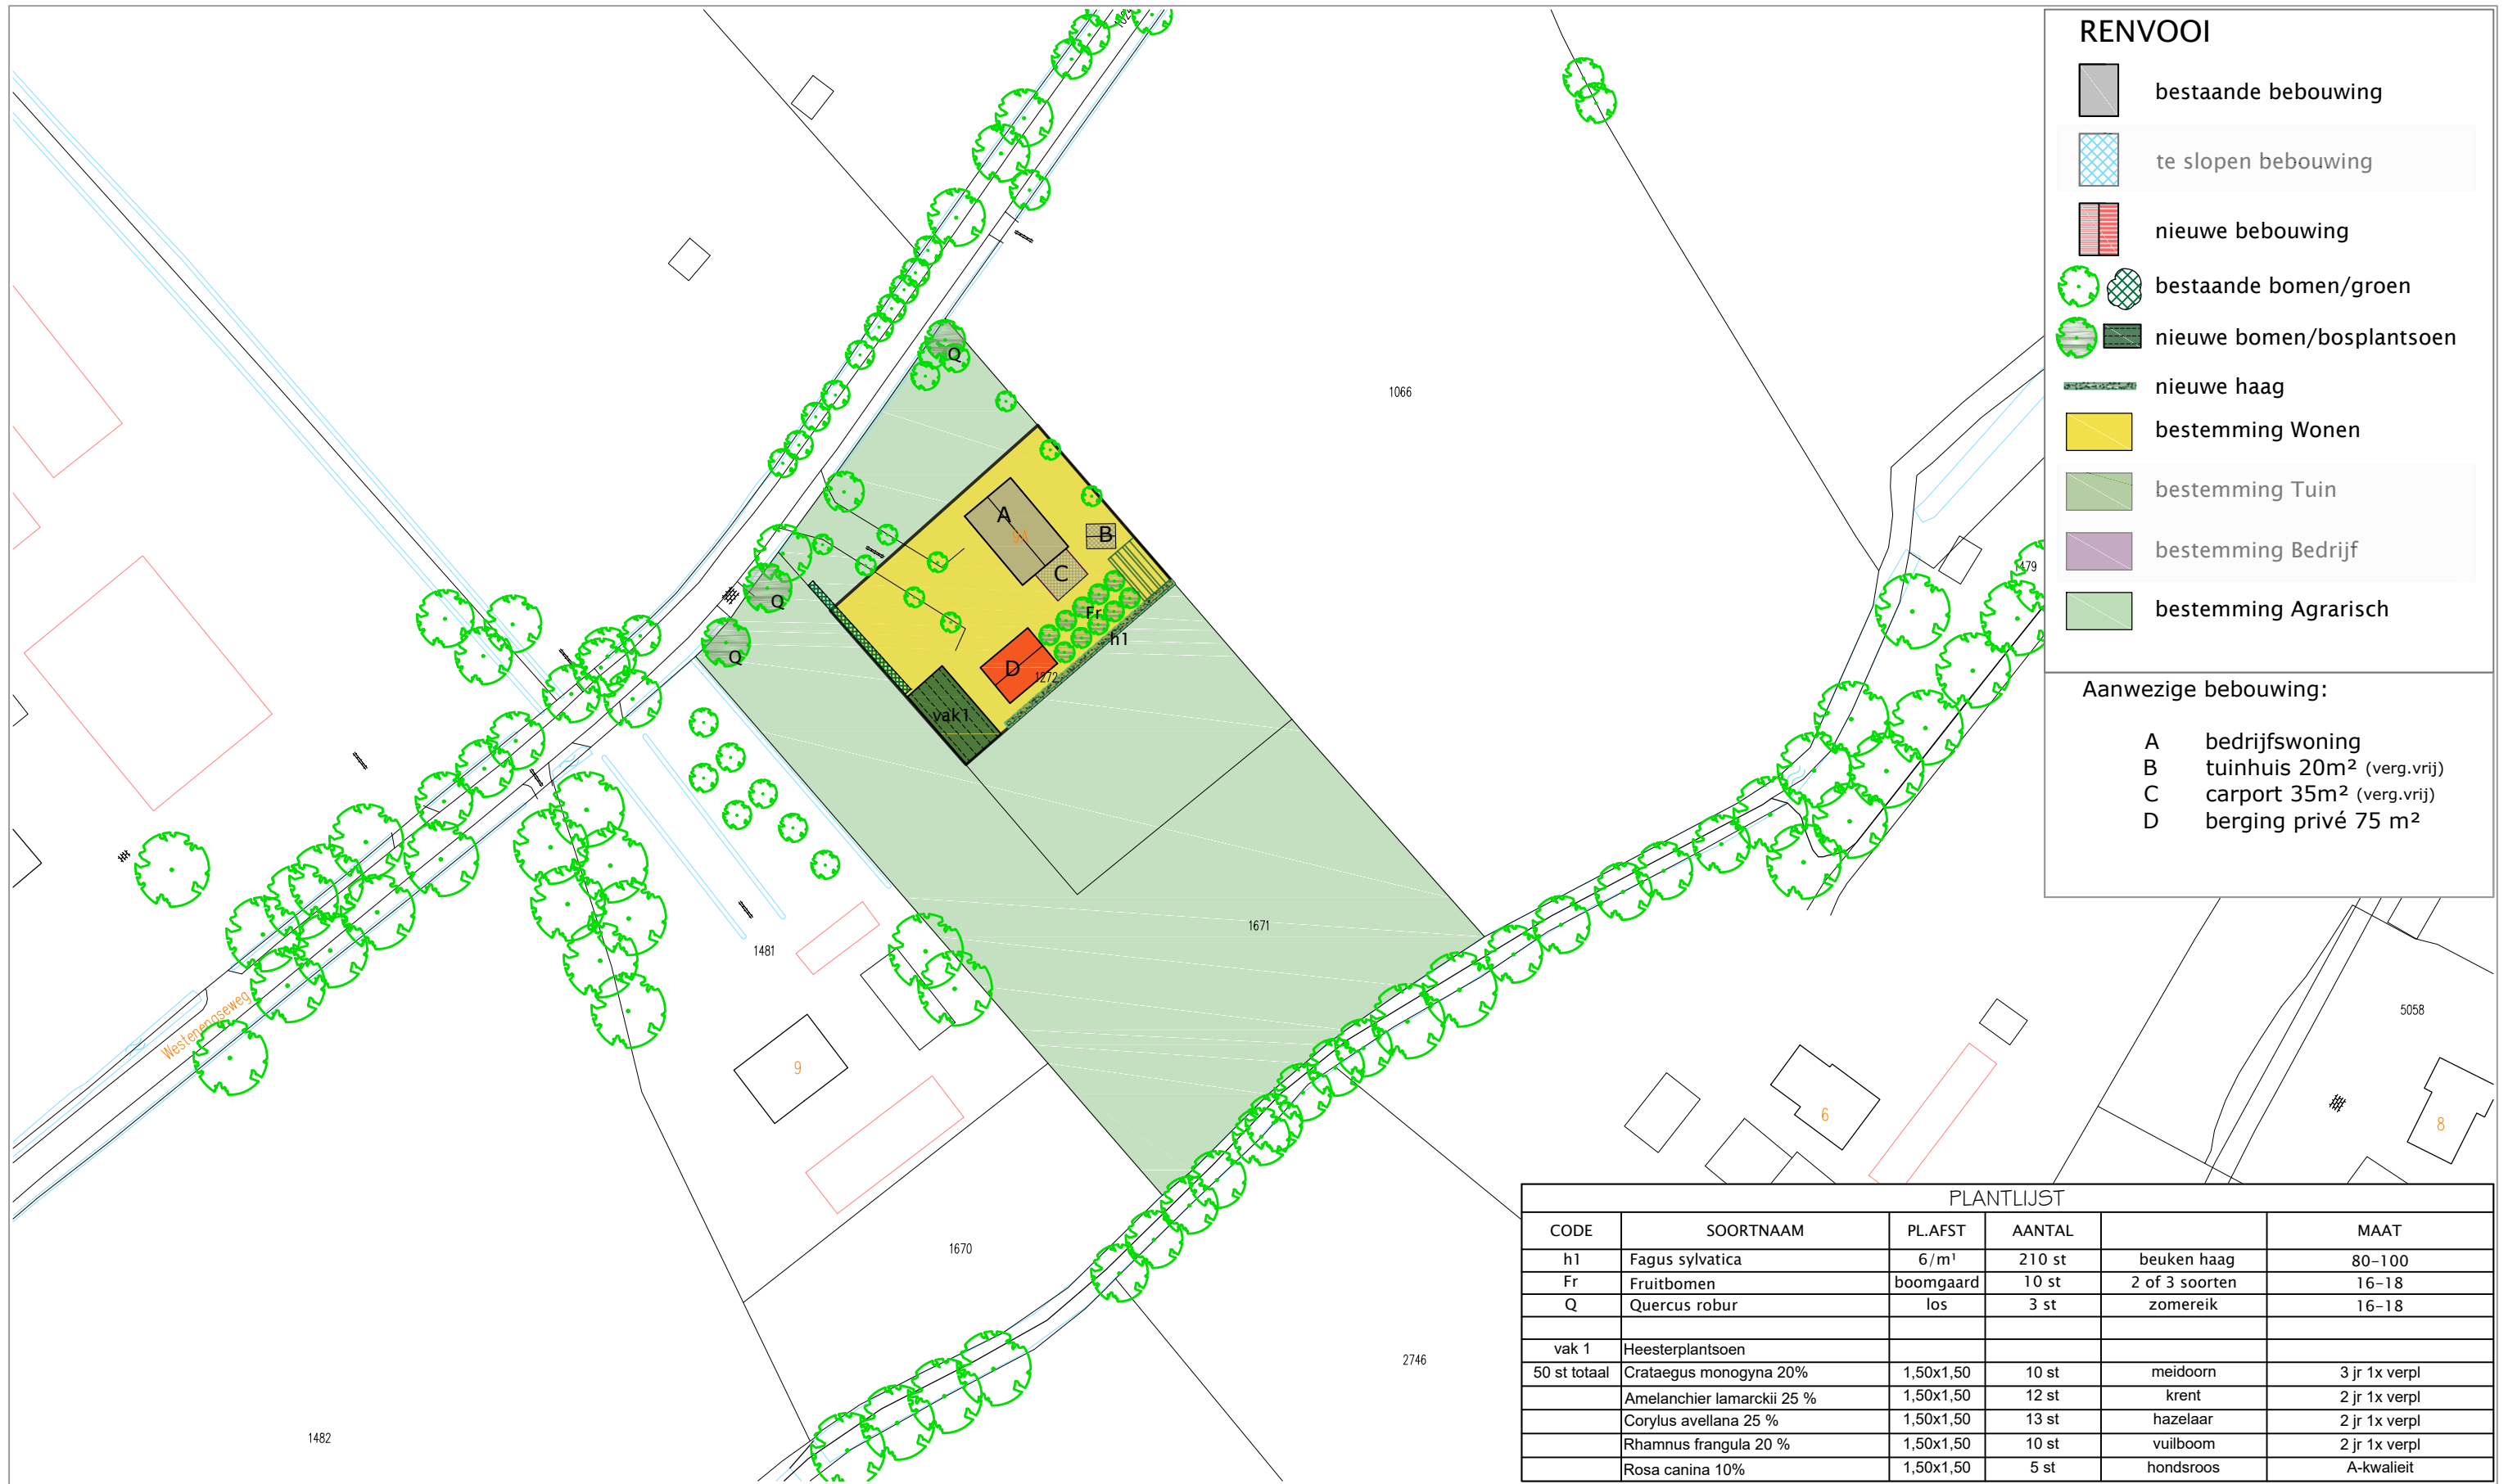 RENVOOI
bestaande bebouwing
te slopen bebouwing
nieuwe bebouwing
bestaande bomen/groen
nieuwe bomen/bosplantsoen
nieuwe haag
bestemming Wonen
bestemming Tuin
bestemming Bedrijf
bestemming Agrarisch
Aanwezige bebouwing:
A bedrijfswoning
B tuinhuis 20m² (verg.vrij)
C carport 35m² (verg.vrij)
D berging privé 75 m²
1066
1479
Q
A
9A
B
C
Fr
h1
Q
Q
D
1272
vak1
1671
1481
Westenengseweg
9
5058
6
8
1670
2746
1482
PLANTLIJST
CODE SOORTNAAM PL.AFST AANTAL MAAT
h1 Fagus sylvatica 6/m¹ 210 st beuken haag 80-100
Fr Fruitbomen boomgaard 10 st 2 of 3 soorten 16-18
Q Quercus robur los 3 st zomereik 16-18
vak 1 Heesterplantsoen
50 st totaal Crataegus monogyna 20% 1,50x1,50 10 st meidoorn 3 jr 1x verpl
Amelanchier lamarckii 25 % 1,50x1,50 12 st krent 2 jr 1x verpl
Corylus avellana 25 % 1,50x1,50 13 st hazelaar 2 jr 1x verpl
Rhamnus frangula 20 % 1,50x1,50 10 st vuilboom 2 jr 1x verpl
Rosa canina 10% 1,50x1,50 5 st hondsroos A-kwalieit